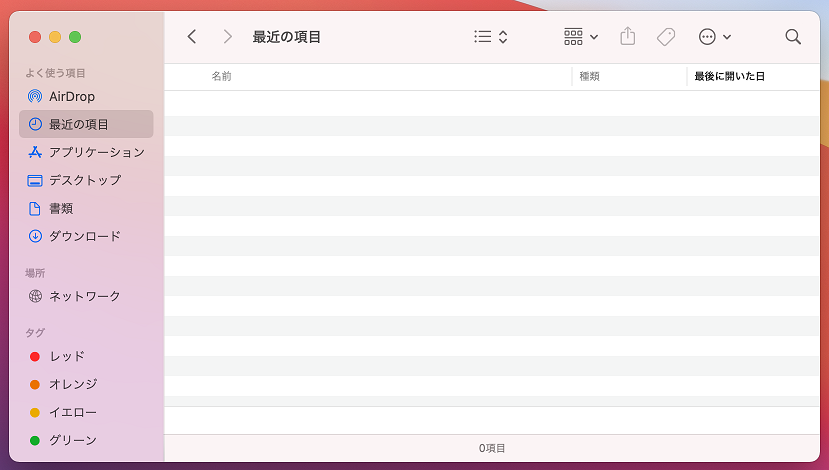 最近の項目
よく使う項目
AirDrop
最近の項目
アプリケーション
デスクトップ
書類
ダウンロード
場所
ネットワーク
タグ
レッド
オレンジ
イエロー
グリーン
名前 種類 最後に開いた日
0項目